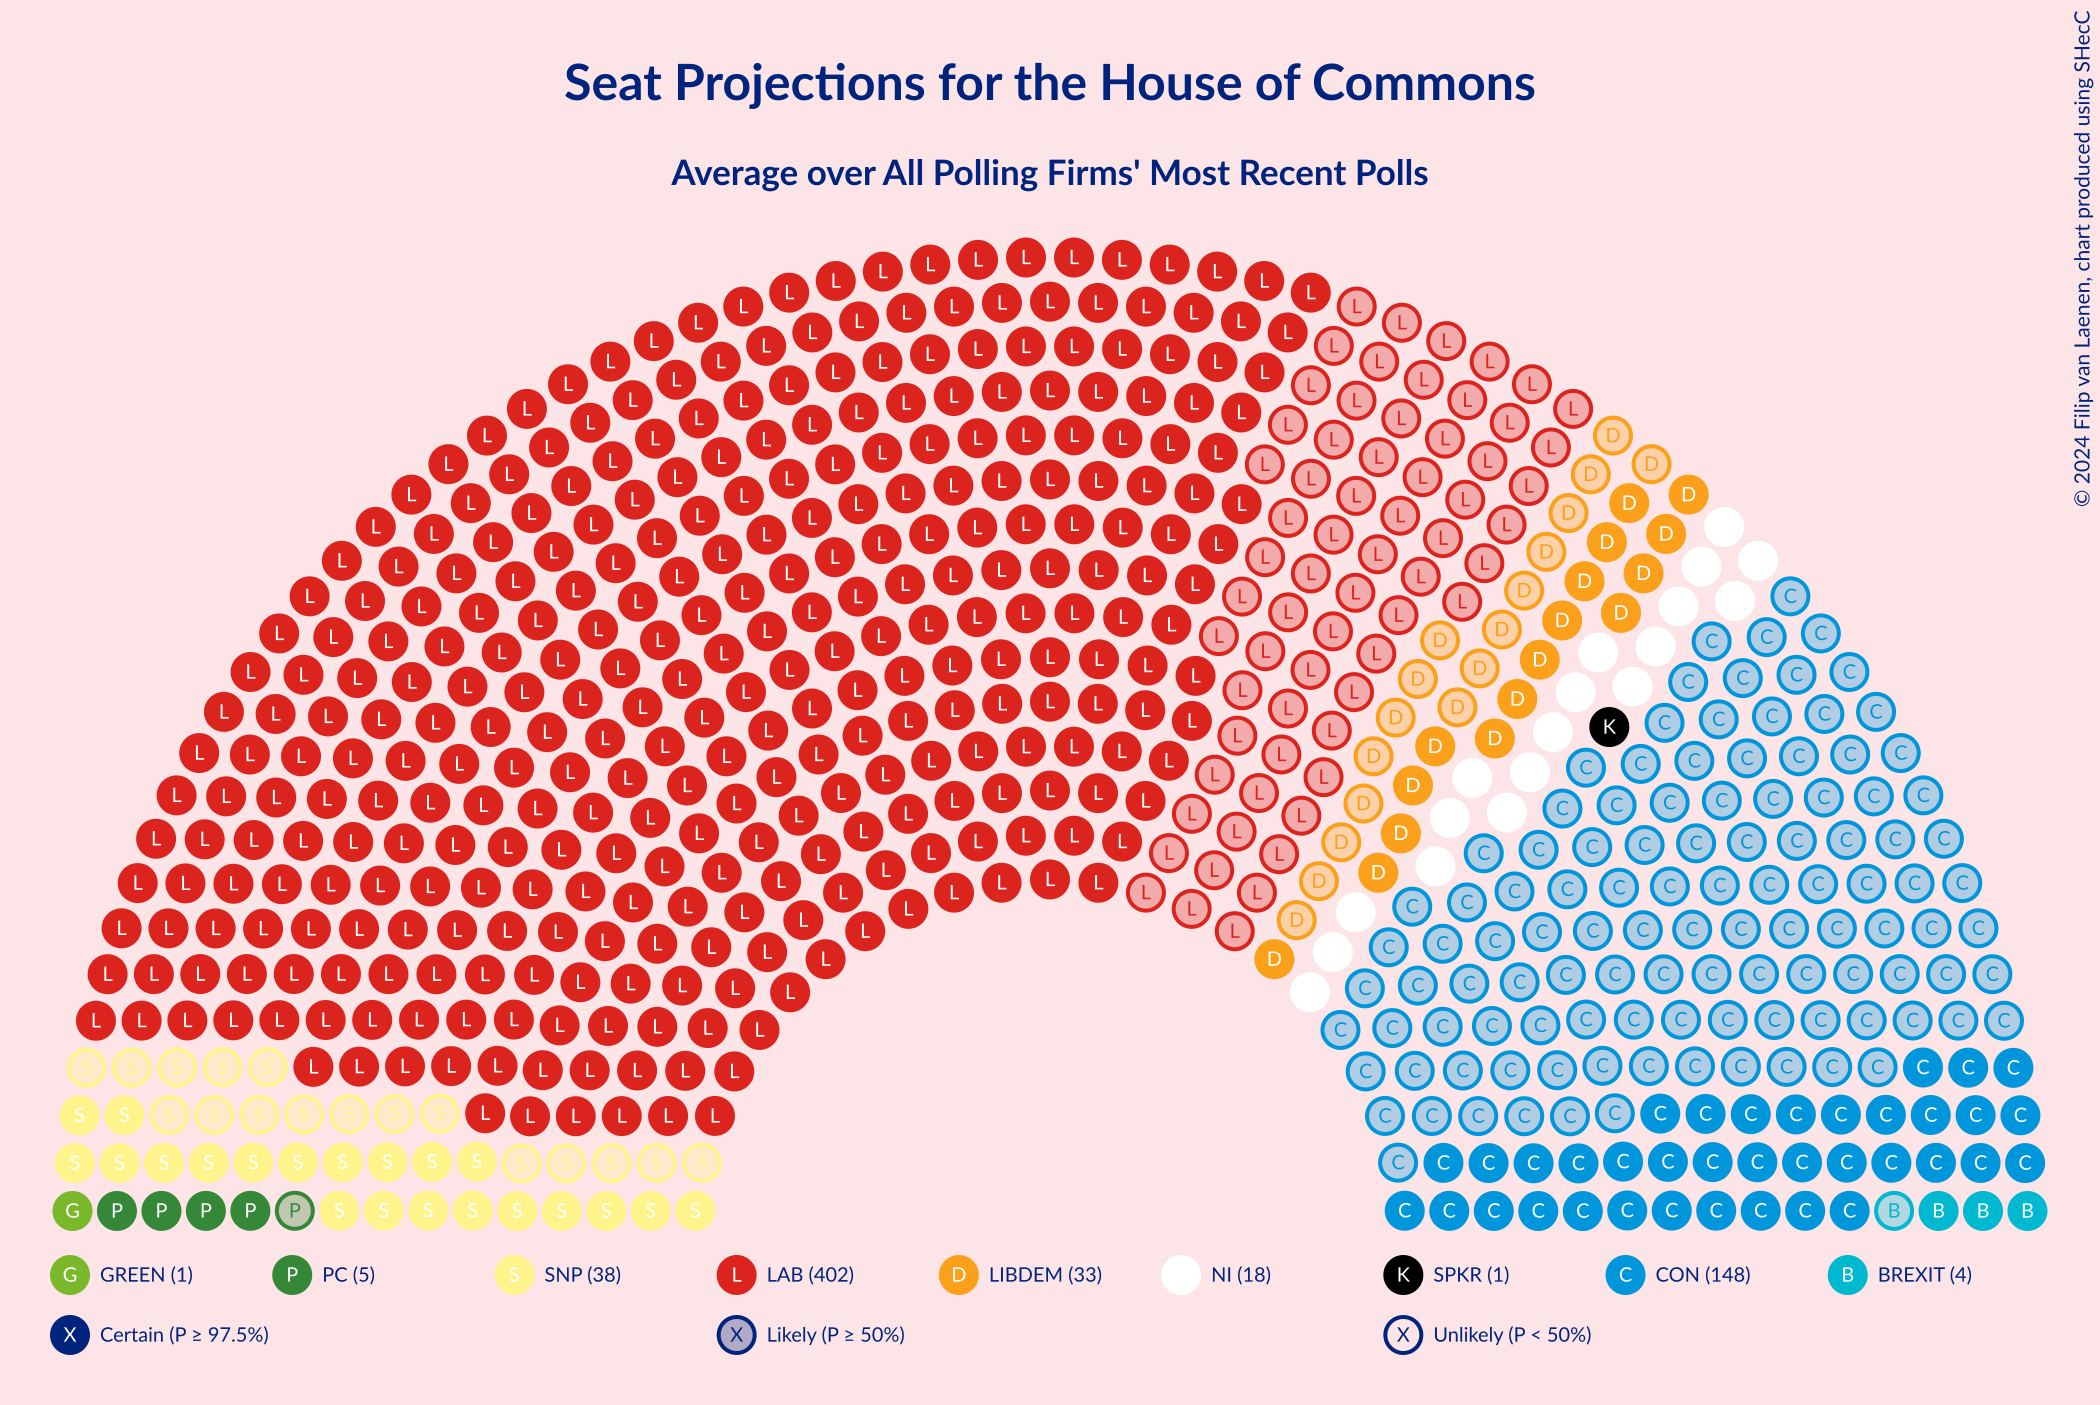 Seat Projections for the House of Commons
Average over All Polling Firms' Most Recent Polls
© 2024 Filip van Laenen, chart produced using SHecC
G GREEN (1) P PC (5) S SNP (38) L LAB (402) D LIBDEM (33) NI (18) K SPKR (1) C CON (148) B BREXIT (4)
X Certain (P ≥ 97.5%) X Likely (P ≥ 50%) X Unlikely (P < 50%)